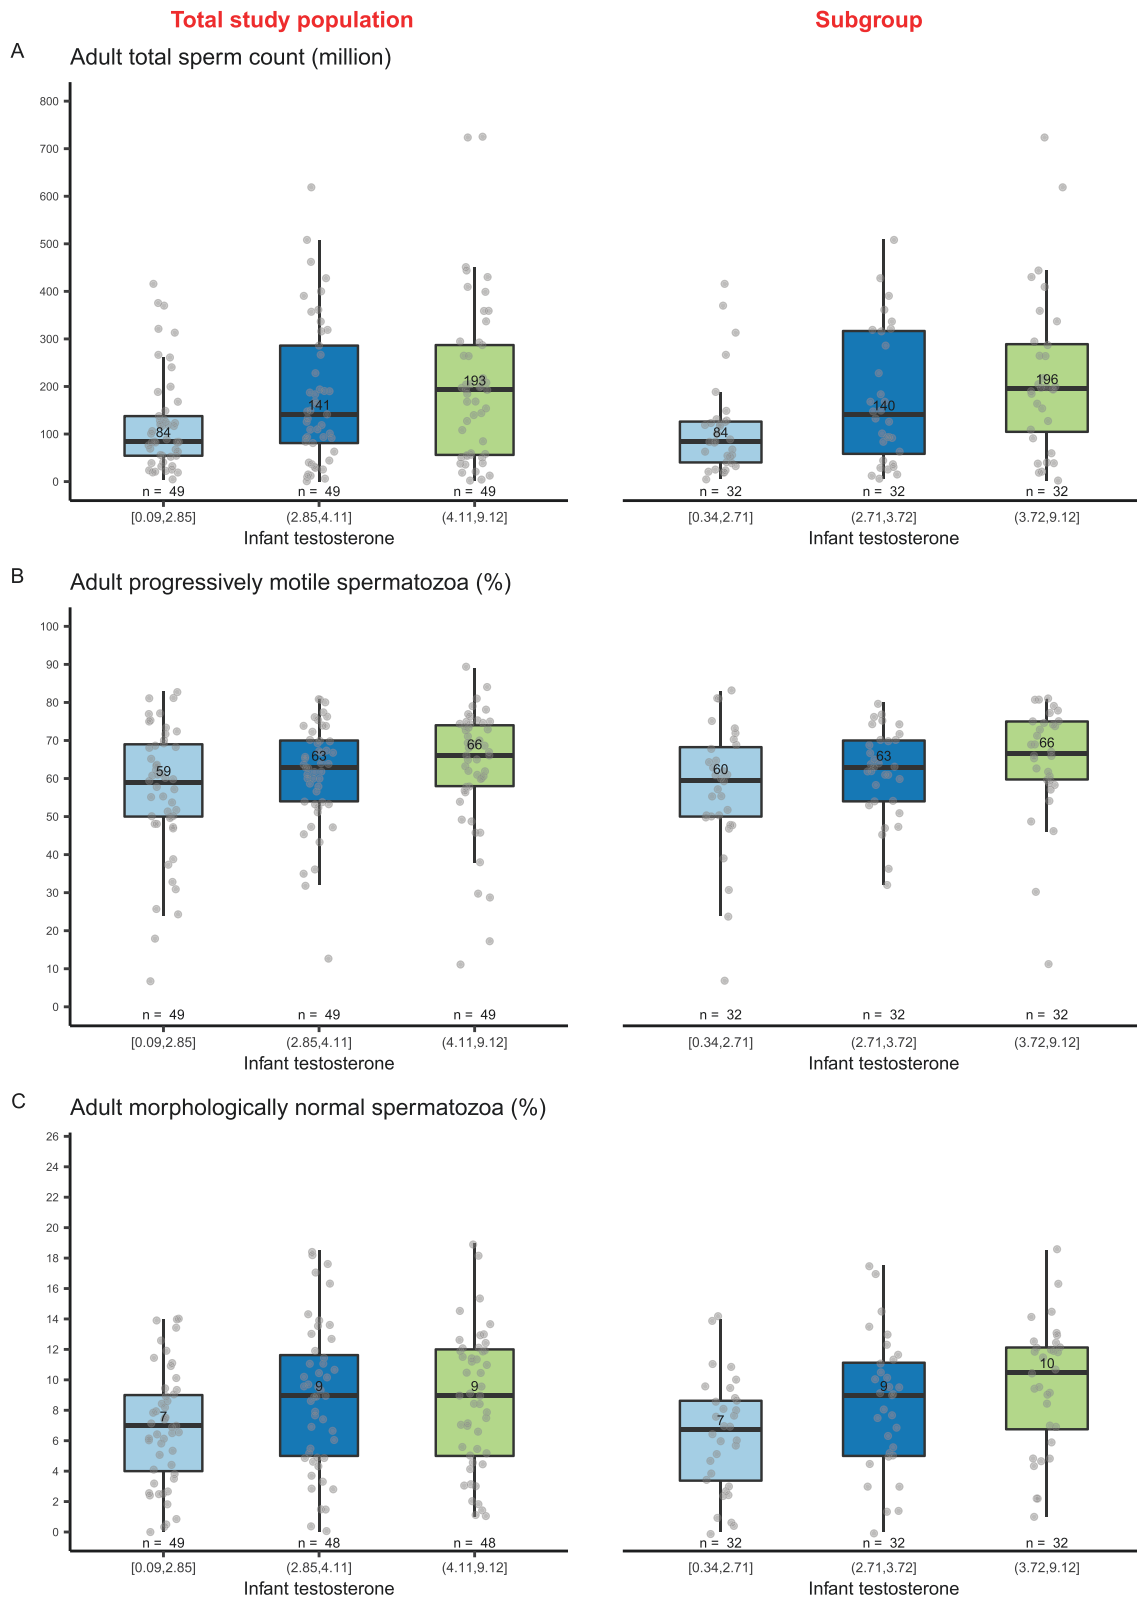 Total study population
Subgroup
A
Adult total sperm count (million)
800
700
600
500
400
300
200
100
0
84
141
193
84
140
196
n = 49
n = 49
n = 49
n = 32
n = 32
n = 32
[0.09,2.85]
(2.85,4.11]
(4.11,9.12]
[0.34,2.71]
(2.71,3.72]
(3.72,9.12]
Infant testosterone
Infant testosterone
B
Adult progressively motile spermatozoa (%)
100
90
80
70
60
50
40
30
20
10
0
59
63
66
60
63
66
n = 49
n = 49
n = 49
n = 32
n = 32
n = 32
[0.09,2.85]
(2.85,4.11]
(4.11,9.12]
[0.34,2.71]
(2.71,3.72]
(3.72,9.12]
Infant testosterone
Infant testosterone
C
Adult morphologically normal spermatozoa (%)
26
24
22
20
18
16
14
12
10
8
6
4
2
0
7
9
9
7
9
10
n = 49
n = 48
n = 48
n = 32
n = 32
n = 32
[0.09,2.85]
(2.85,4.11]
(4.11,9.12]
[0.34,2.71]
(2.71,3.72]
(3.72,9.12]
Infant testosterone
Infant testosterone